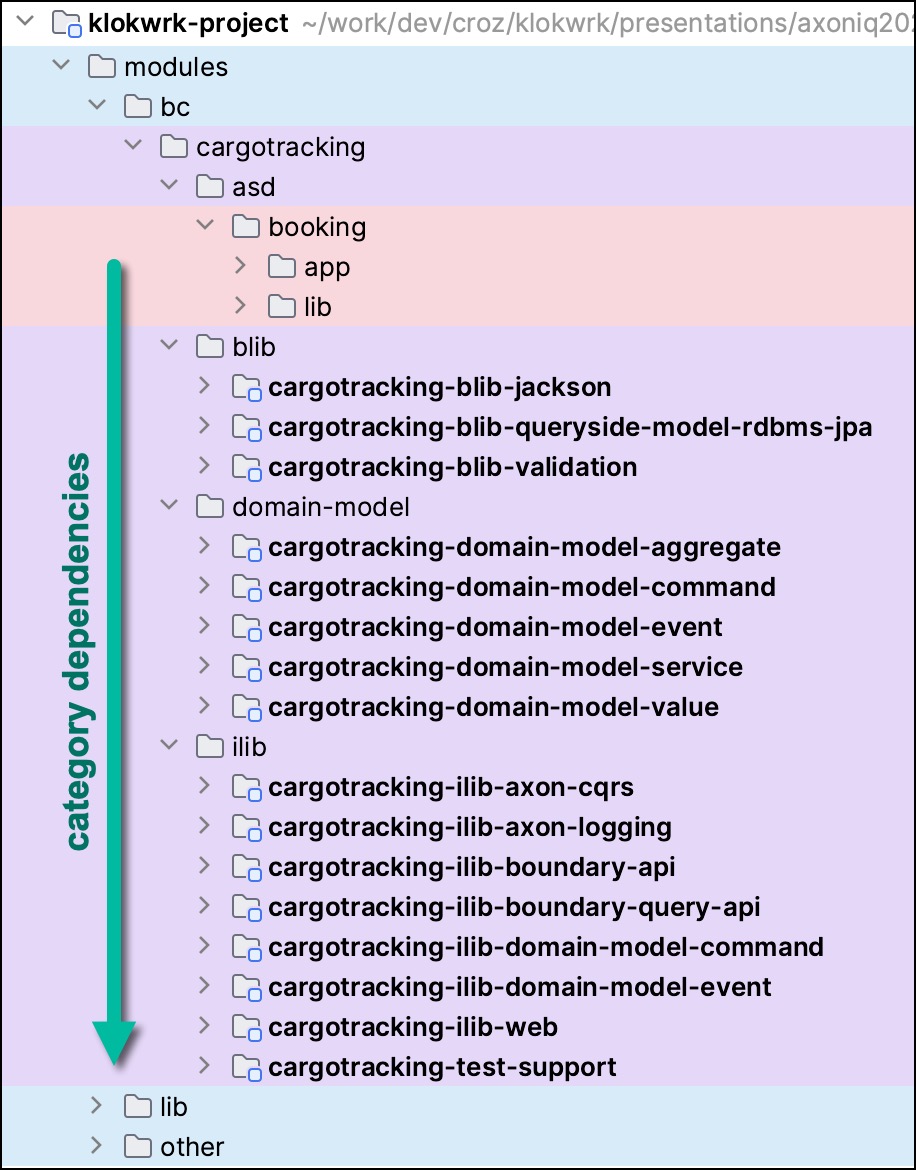 klokwrk-project ~/work/dev/croz/klokwrk/presentations/axoniq20
modules
bc
cargotracking
asd
booking
app
lib
blib
cargotracking-blib-jackson
cargotracking-blib-queryside-model-rdbms-jpa
cargotracking-blib-validation
domain-model
cargotracking-domain-model-aggregate
cargotracking-domain-model-command
cargotracking-domain-model-event
cargotracking-domain-model-service
cargotracking-domain-model-value
ilib
cargotracking-ilib-axon-cqrs
cargotracking-ilib-axon-logging
cargotracking-ilib-boundary-api
cargotracking-ilib-boundary-query-api
cargotracking-ilib-domain-model-command
cargotracking-ilib-domain-model-event
cargotracking-ilib-web
cargotracking-test-support
lib
other
category dependencies